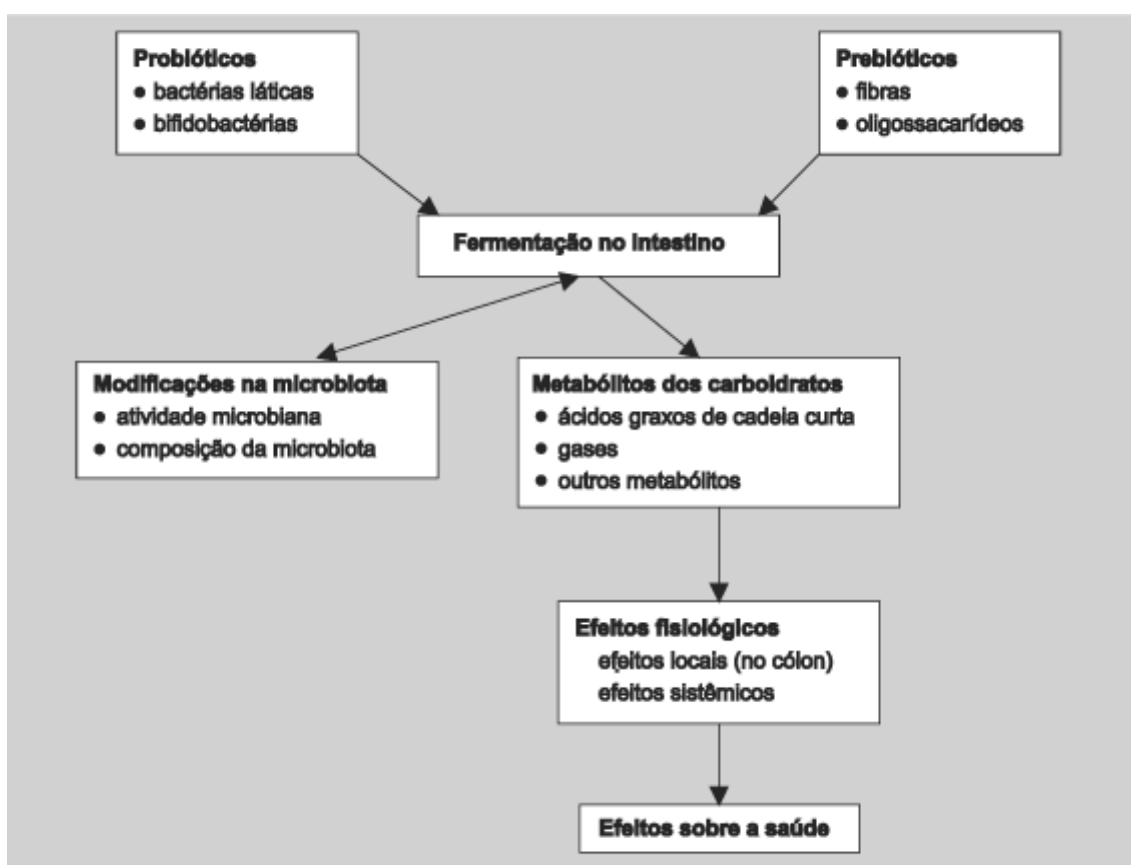 Probióticos
● bactérias láticas
● bifidobactérias
Prebióticos
● fibras
● oligossacarídeos
Fermentação no intestino
Modificações na microbiota
● atividade microbiana
● composição da microbiota
Metabólitos dos carboidratos
● ácidos graxos de cadeia curta
● gases
● outros metabólitos
Efeitos fisiológicos
efeitos locais (no cólon)
efeitos sistêmicos
Efeitos sobre a saúde